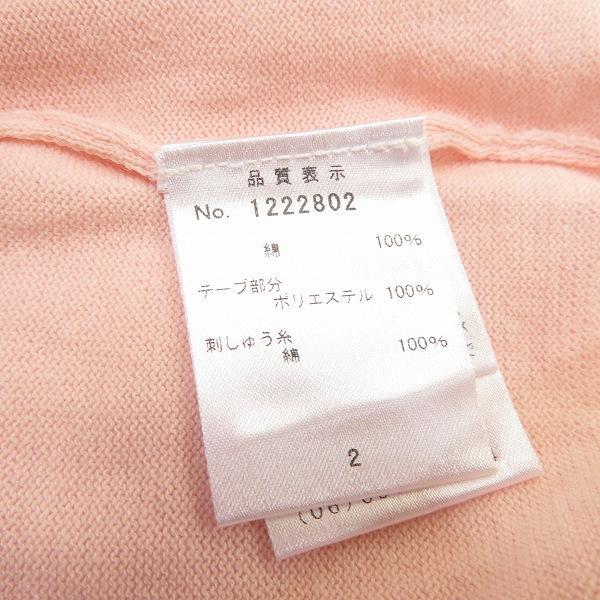 品質表示
No. 1222802
綿 100%
テープ部分
ポリエステル 100%
刺しゅう糸
綿 100%
2
(06)